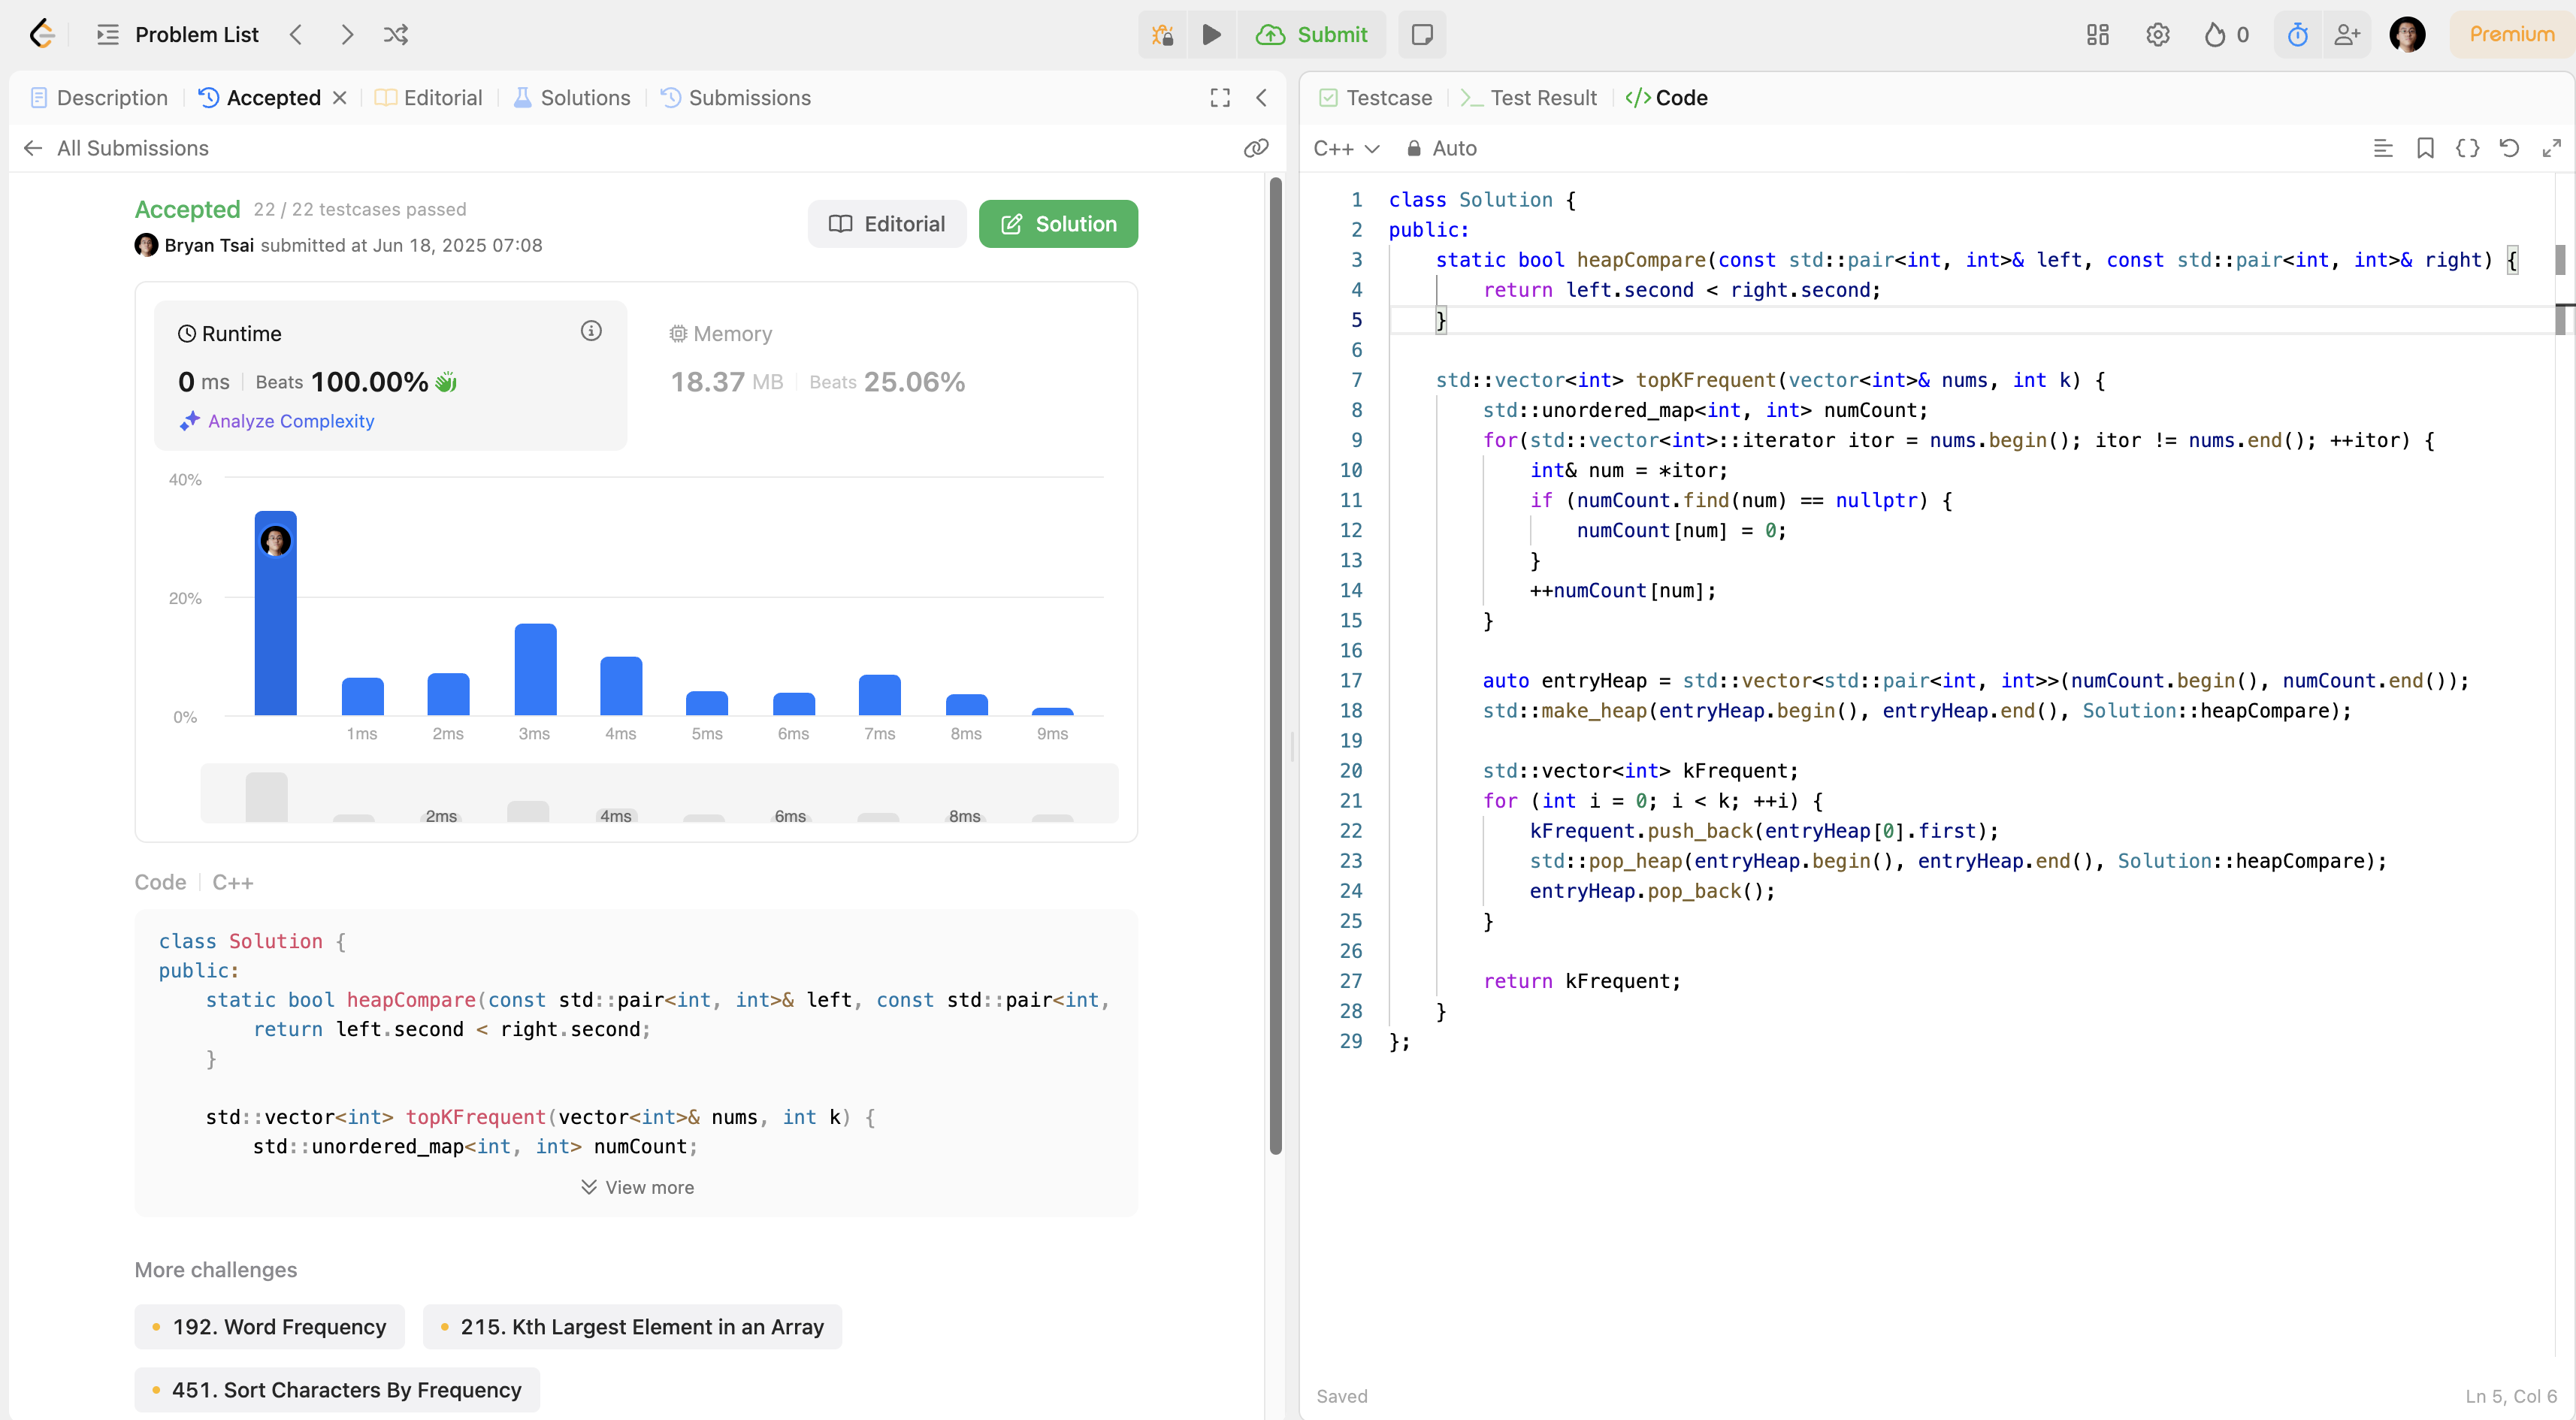 Problem List
Submit
0
Premium
Description
Accepted
Editorial
Solutions
Submissions
All Submissions
Accepted 22 / 22 testcases passed
Bryan Tsai submitted at Jun 18, 2025 07:08
Editorial
Solution
Runtime
0 ms Beats 100.00%
Analyze Complexity
Memory
18.37 MB Beats 25.06%
40%
20%
0%
1ms 2ms 3ms 4ms 5ms 6ms 7ms 8ms 9ms
2ms 4ms 6ms 8ms
Code C++
class Solution {
public:
    static bool heapCompare(const std::pair<int, int>& left, const std::pair<int,
        return left.second < right.second;
    }
    std::vector<int> topKFrequent(vector<int>& nums, int k) {
        std::unordered_map<int, int> numCount;
View more
More challenges
192. Word Frequency
215. Kth Largest Element in an Array
451. Sort Characters By Frequency
Testcase
Test Result
</> Code
C++
Auto
1 class Solution {
2 public:
3     static bool heapCompare(const std::pair<int, int>& left, const std::pair<int, int>& right) {
4         return left.second < right.second;
5     }
6
7     std::vector<int> topKFrequent(vector<int>& nums, int k) {
8         std::unordered_map<int, int> numCount;
9         for(std::vector<int>::iterator itor = nums.begin(); itor != nums.end(); ++itor) {
10             int& num = *itor;
11             if (numCount.find(num) == nullptr) {
12                 numCount[num] = 0;
13             }
14             ++numCount[num];
15         }
16
17         auto entryHeap = std::vector<std::pair<int, int>>(numCount.begin(), numCount.end());
18         std::make_heap(entryHeap.begin(), entryHeap.end(), Solution::heapCompare);
19
20         std::vector<int> kFrequent;
21         for (int i = 0; i < k; ++i) {
22             kFrequent.push_back(entryHeap[0].first);
23             std::pop_heap(entryHeap.begin(), entryHeap.end(), Solution::heapCompare);
24             entryHeap.pop_back();
25         }
26
27         return kFrequent;
28     }
29 };
Saved
Ln 5, Col 6